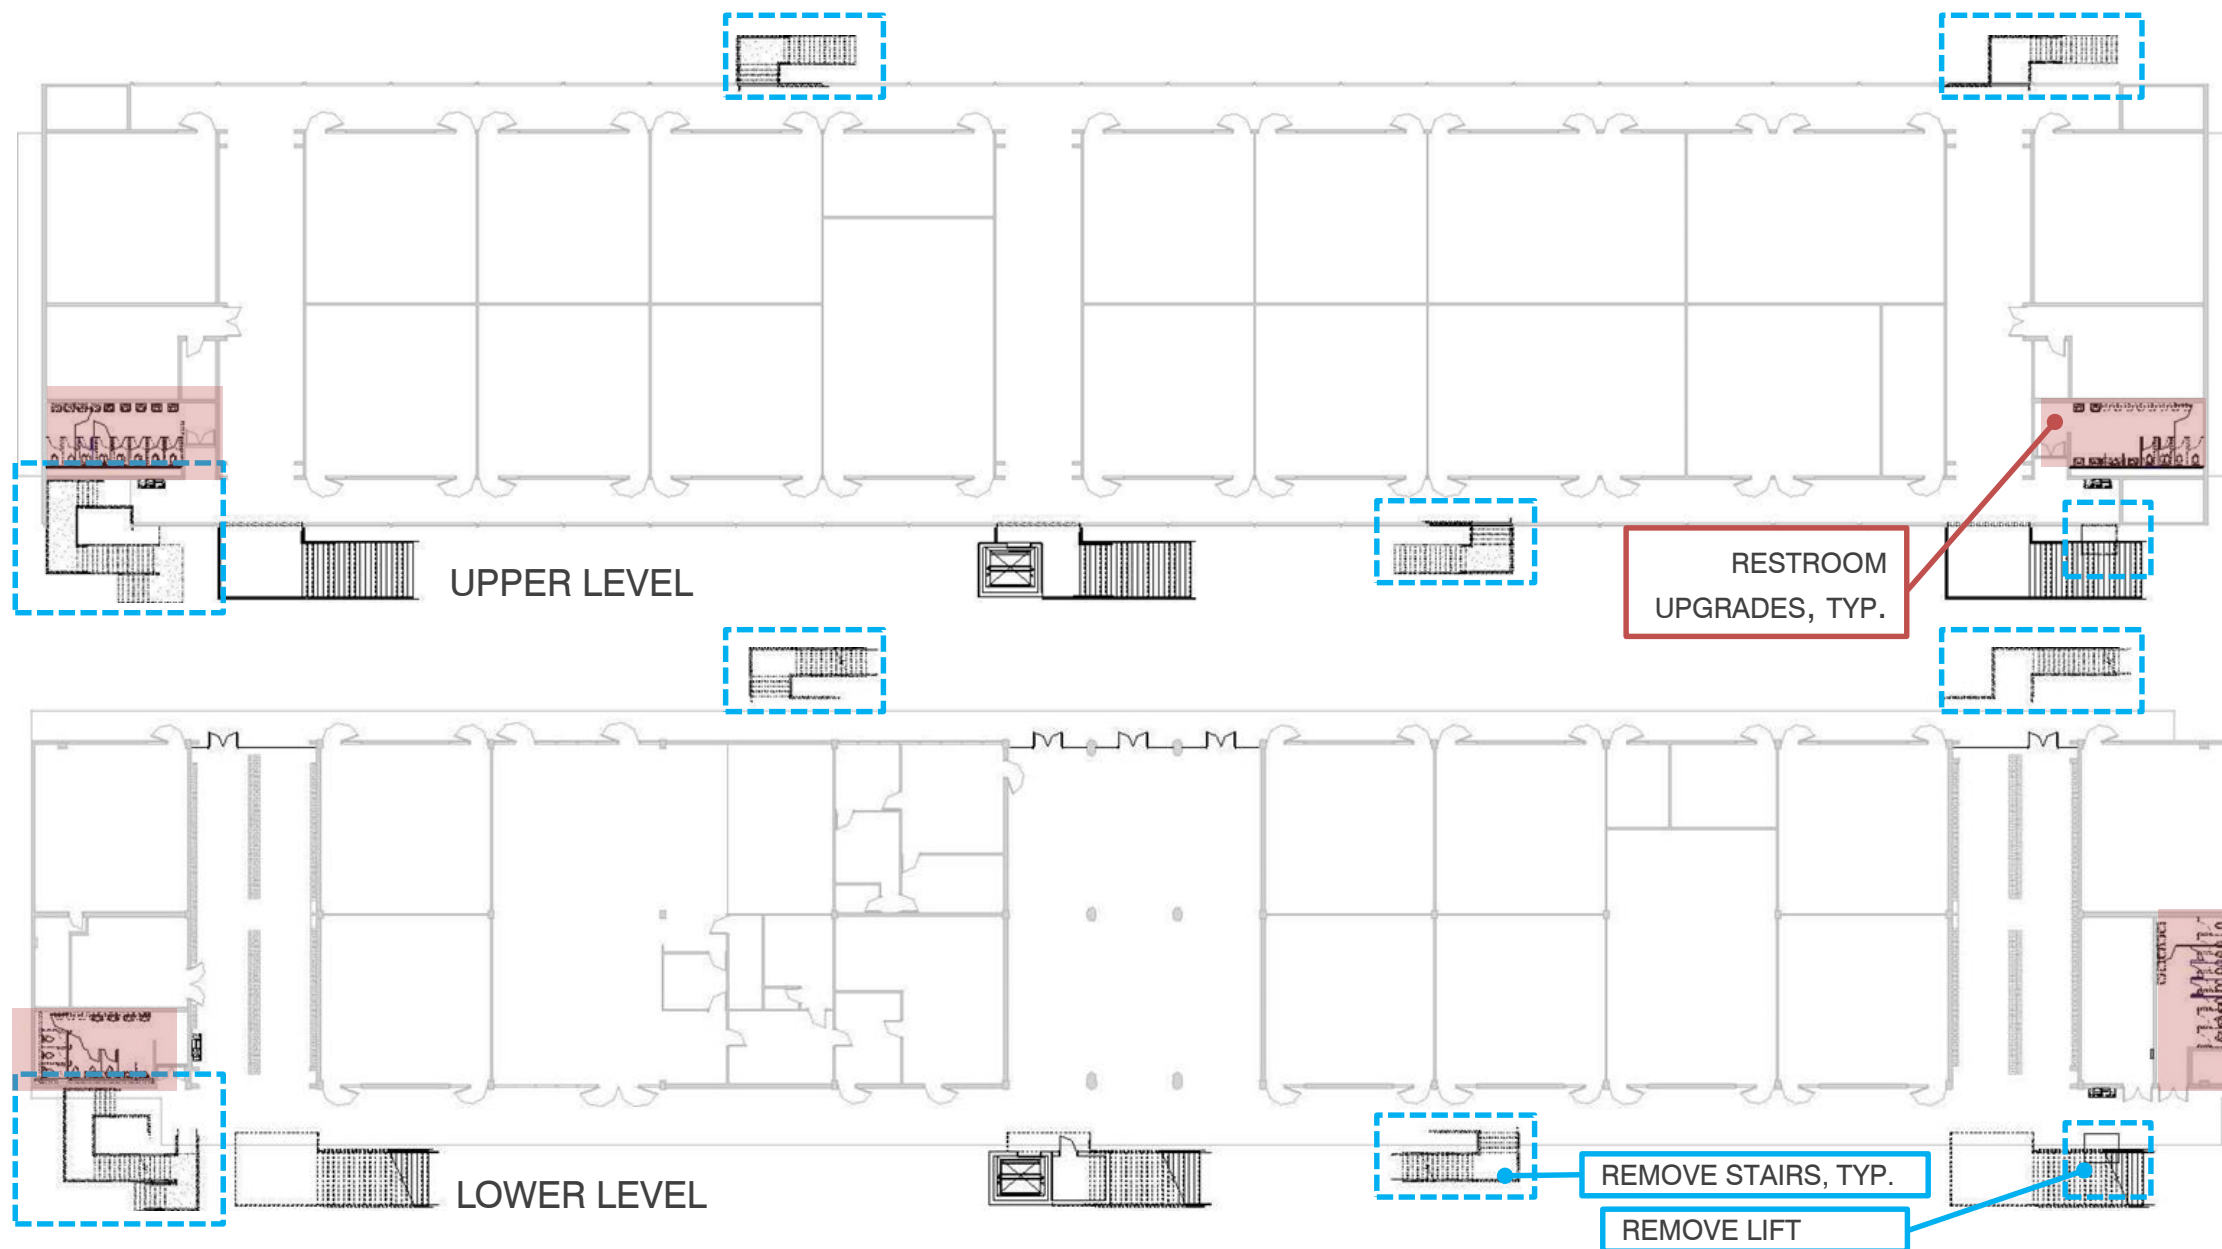 UPPER LEVEL
RESTROOM
UPGRADES, TYP.
LOWER LEVEL
REMOVE STAIRS, TYP.
REMOVE LIFT